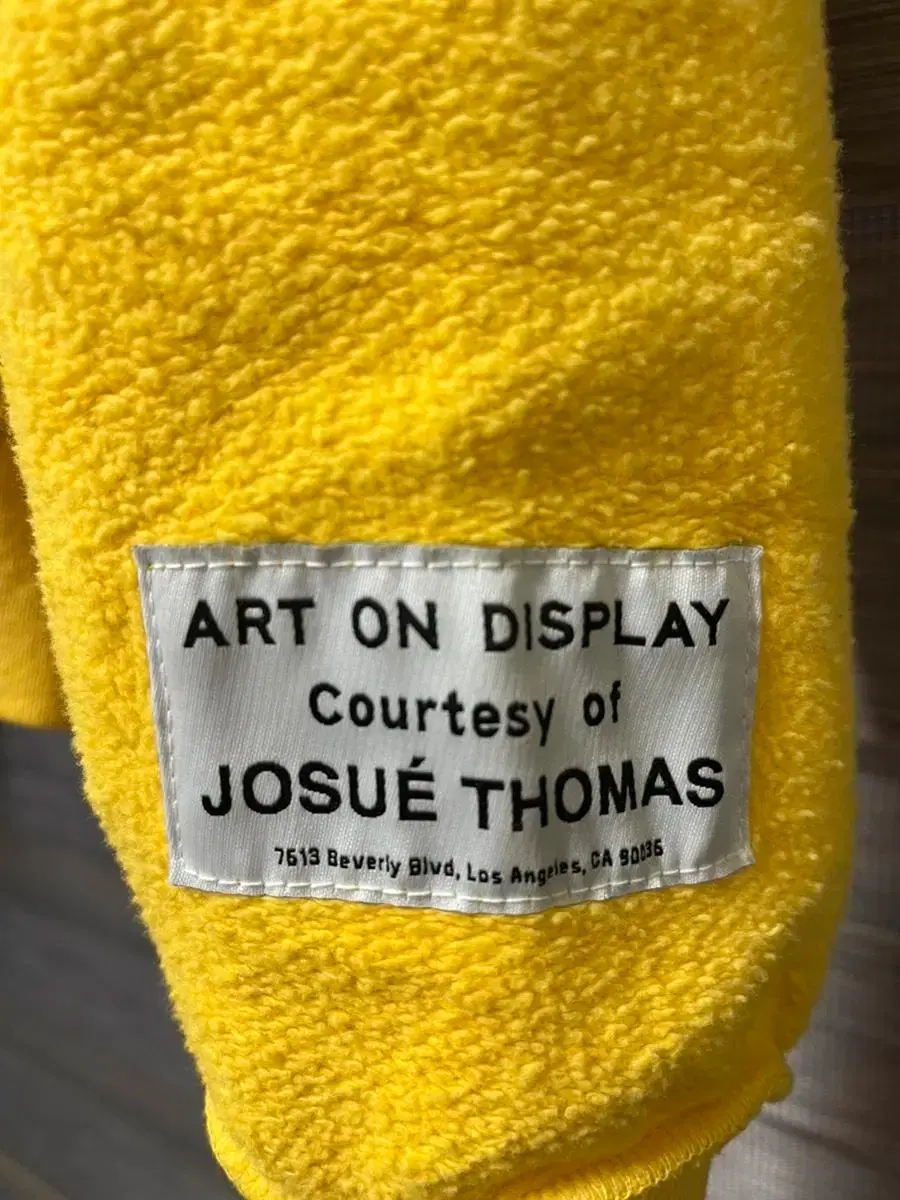 ART ON DISPLAY
Courtesy of
JOSUÉ THOMAS
7613 Beverly Blvd, Los Angeles, CA 90036